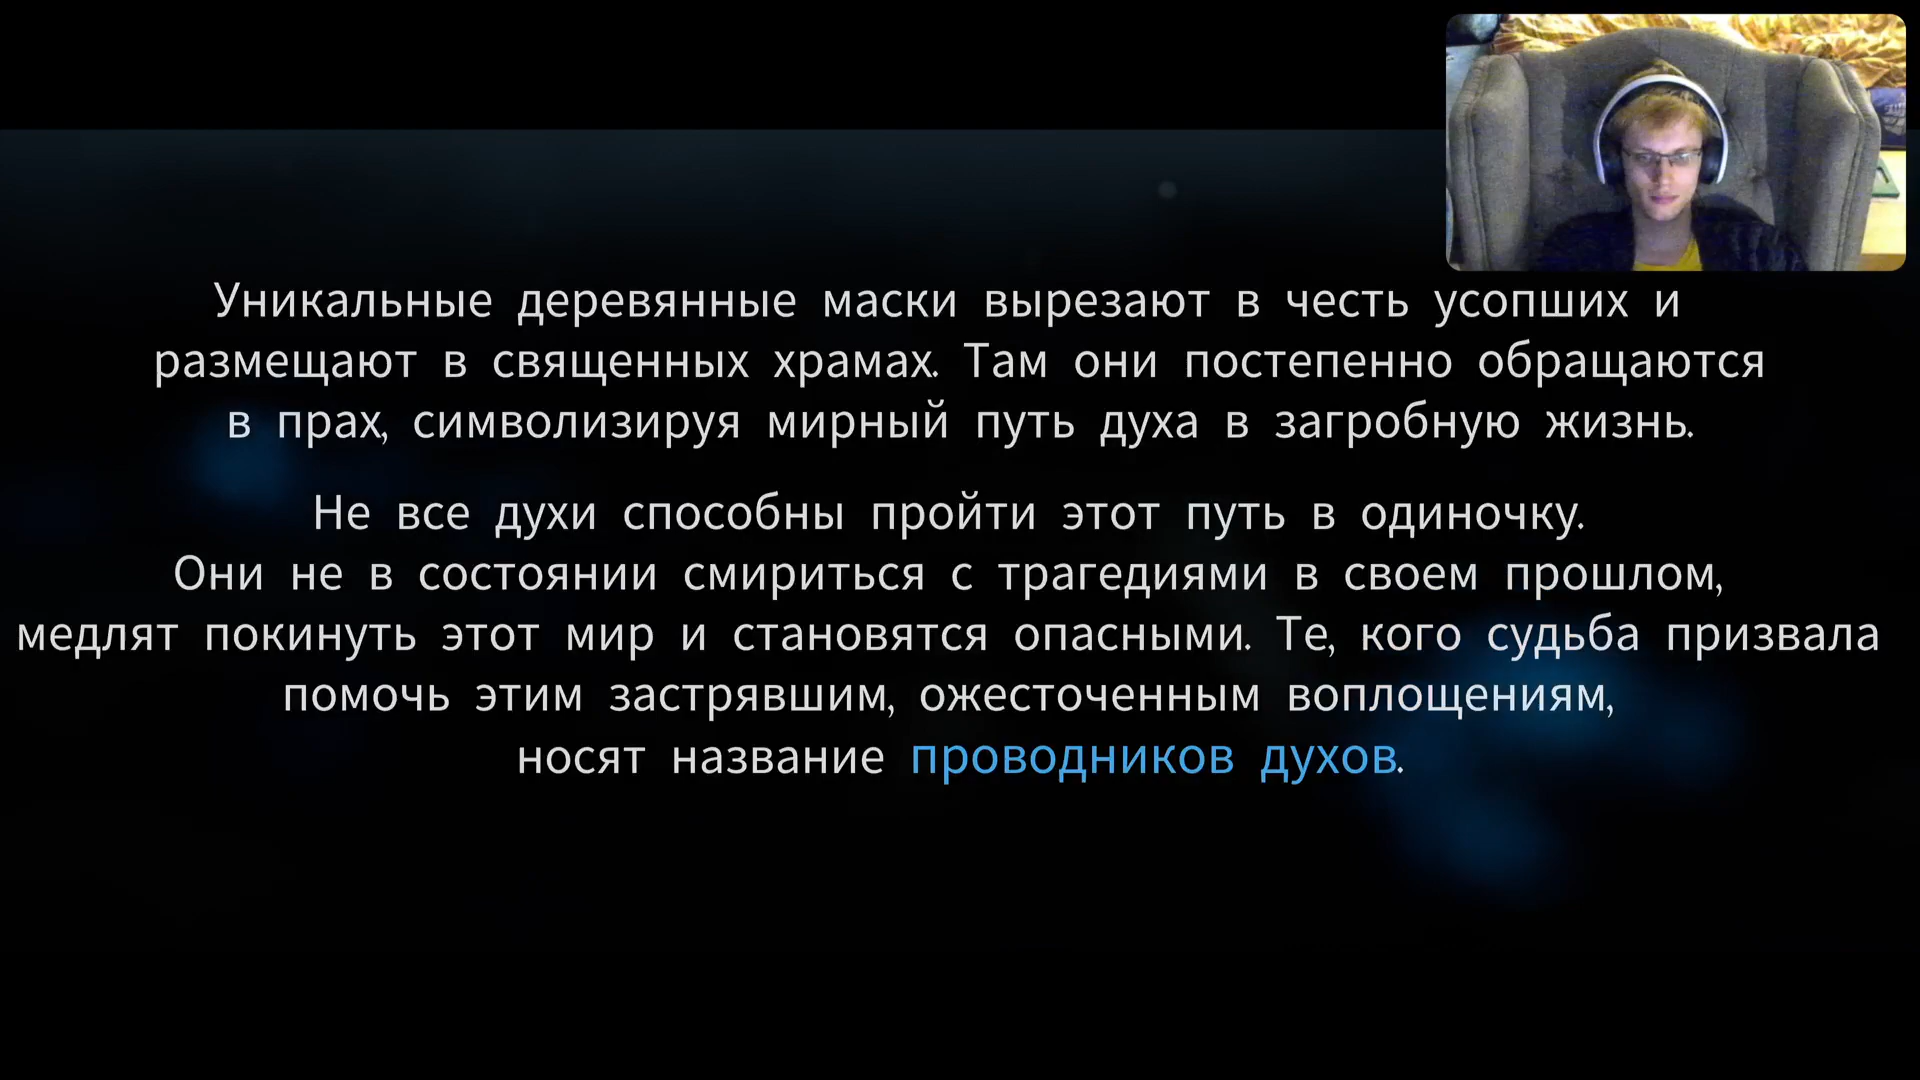 Уникальные деревянные маски вырезают в честь усопших и
размещают в священных храмах. Там они постепенно обращаются
в прах, символизируя мирный путь духа в загробную жизнь.
Не все духи способны пройти этот путь в одиночку.
Они не в состоянии смириться с трагедиями в своем прошлом,
медлят покинуть этот мир и становятся опасными. Те, кого судьба призвала
помочь этим застрявшим, ожесточенным воплощениям,
носят название проводников духов.